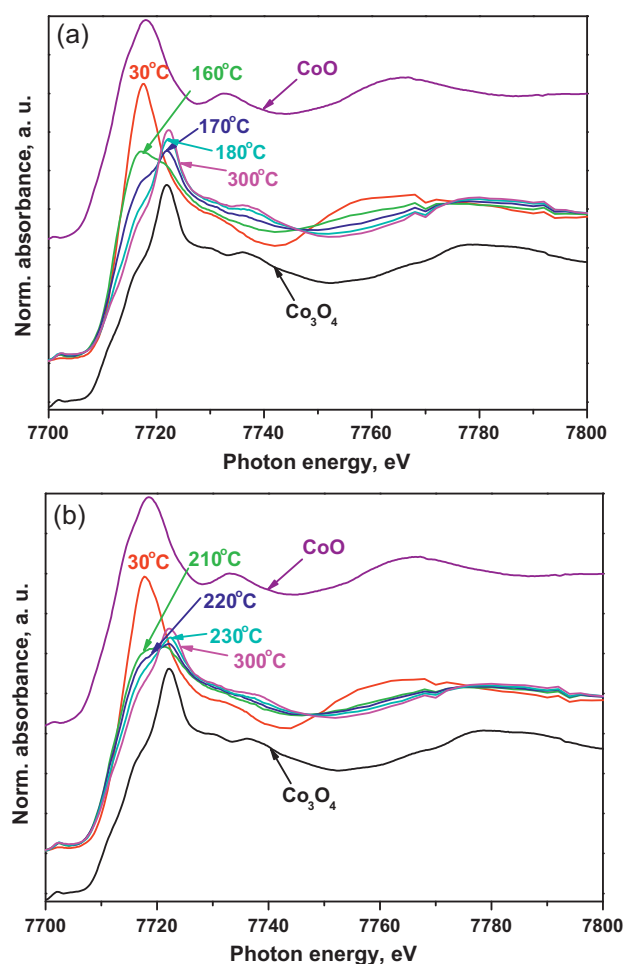 (a)
CoO
30°C
160°C
170°C
180°C
300°C
Co₃O₄
Norm. absorbance, a. u.
7700 7720 7740 7760 7780 7800
Photon energy, eV
(b)
CoO
30°C
210°C
220°C
230°C
300°C
Co₃O₄
Norm. absorbance, a. u.
7700 7720 7740 7760 7780 7800
Photon energy, eV